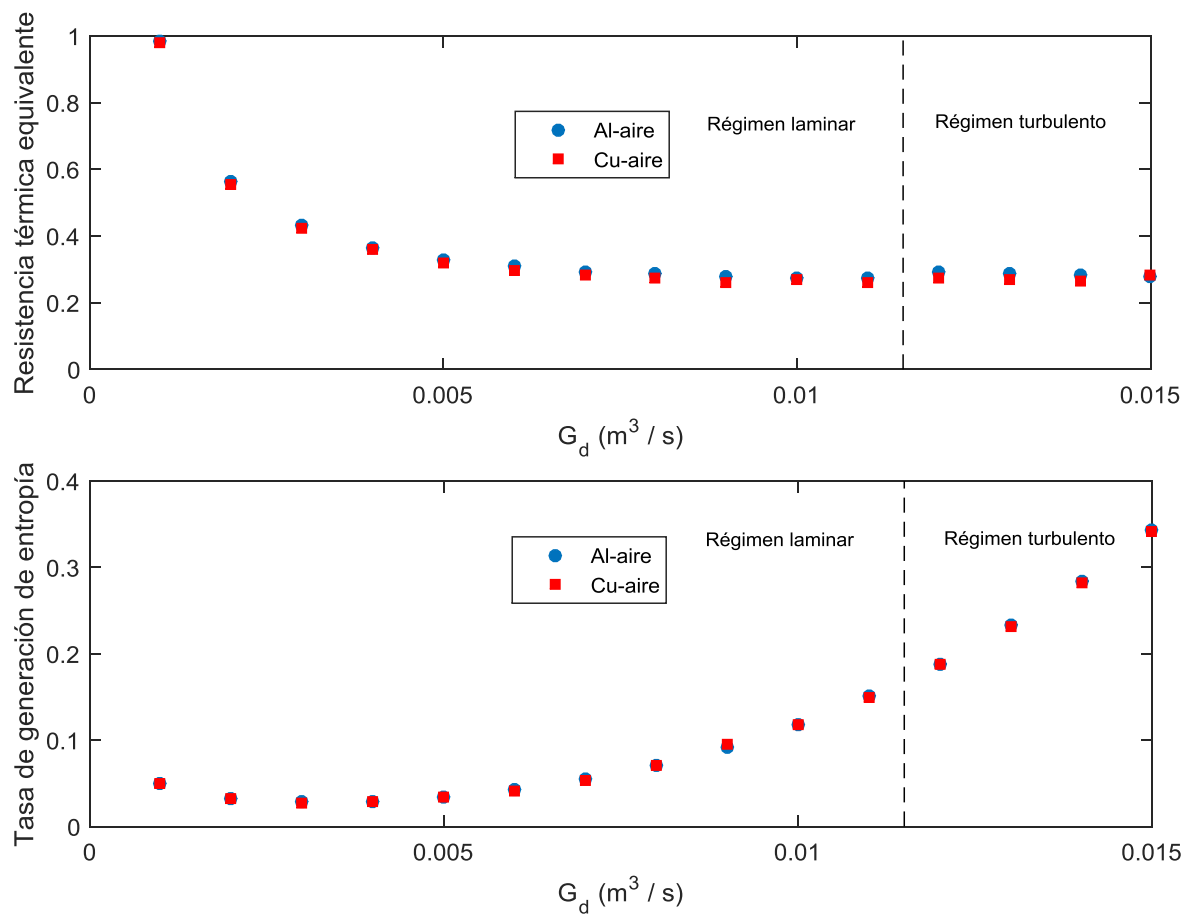 Resistencia térmica equivalente
1
0.8
0.6
0.4
0.2
0
Al-aire
Cu-aire
Régimen laminar
Régimen turbulento
0
0.005
0.01
0.015
G_d (m^3 / s)
Tasa de generación de entropía
0.4
0.3
0.2
0.1
0
Al-aire
Cu-aire
Régimen laminar
Régimen turbulento
0
0.005
0.01
0.015
G_d (m^3 / s)